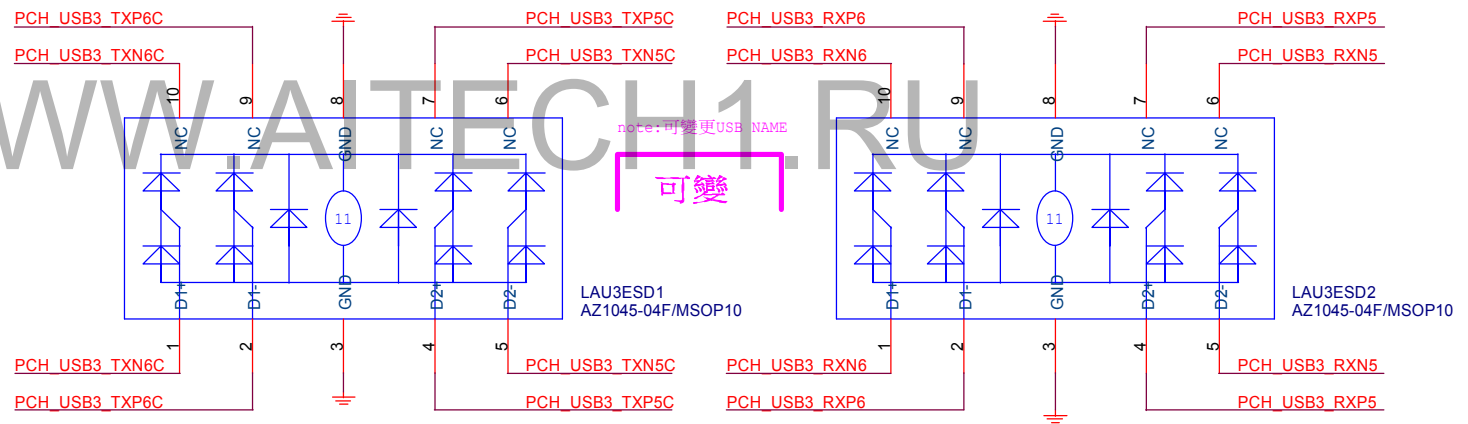 PCH_USB3_TXP6C PCH_USB3_TXP5C PCH_USB3_RXP6 PCH_USB3_RXP5
PCH_USB3_TXN6C PCH_USB3_TXN5C PCH_USB3_RXN6 PCH_USB3_RXN5
WW.AITECH1.RU
10 9 8 7 6 10 9 8 7 6
NC NC GND NC NC NC NC GND NC NC
note:可變更USB NAME
可變
11 11
D1+ D1- GND D2+ D2- D1+ D1- GND D2+ D2-
LAU3ESD1 LAU3ESD2
AZ1045-04F/MSOP10 AZ1045-04F/MSOP10
1 2 3 4 5 1 2 3 4 5
PCH_USB3_TXN6C PCH_USB3_TXN5C PCH_USB3_RXN6 PCH_USB3_RXN5
PCH_USB3_TXP6C PCH_USB3_TXP5C PCH_USB3_RXP6 PCH_USB3_RXP5